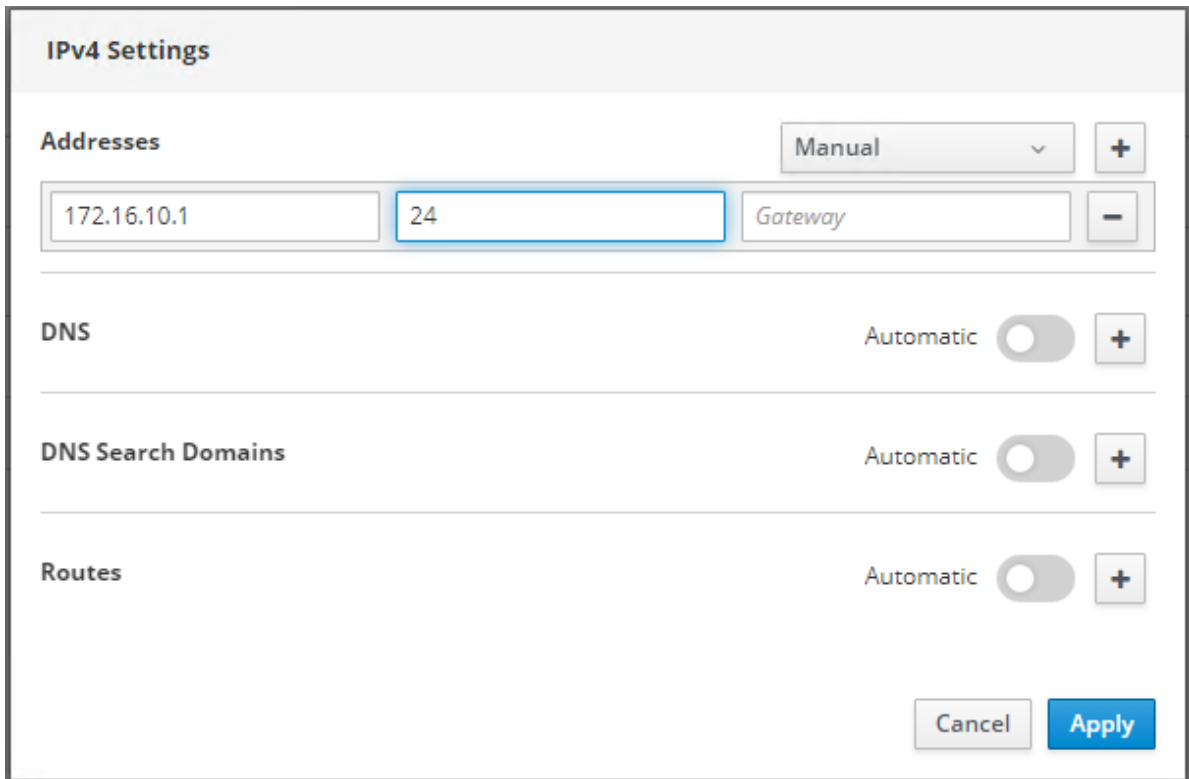 IPv4 Settings
Addresses
Manual
+
172.16.10.1
24
Gateway
-
DNS
Automatic
+
DNS Search Domains
Automatic
+
Routes
Automatic
+
Cancel
Apply